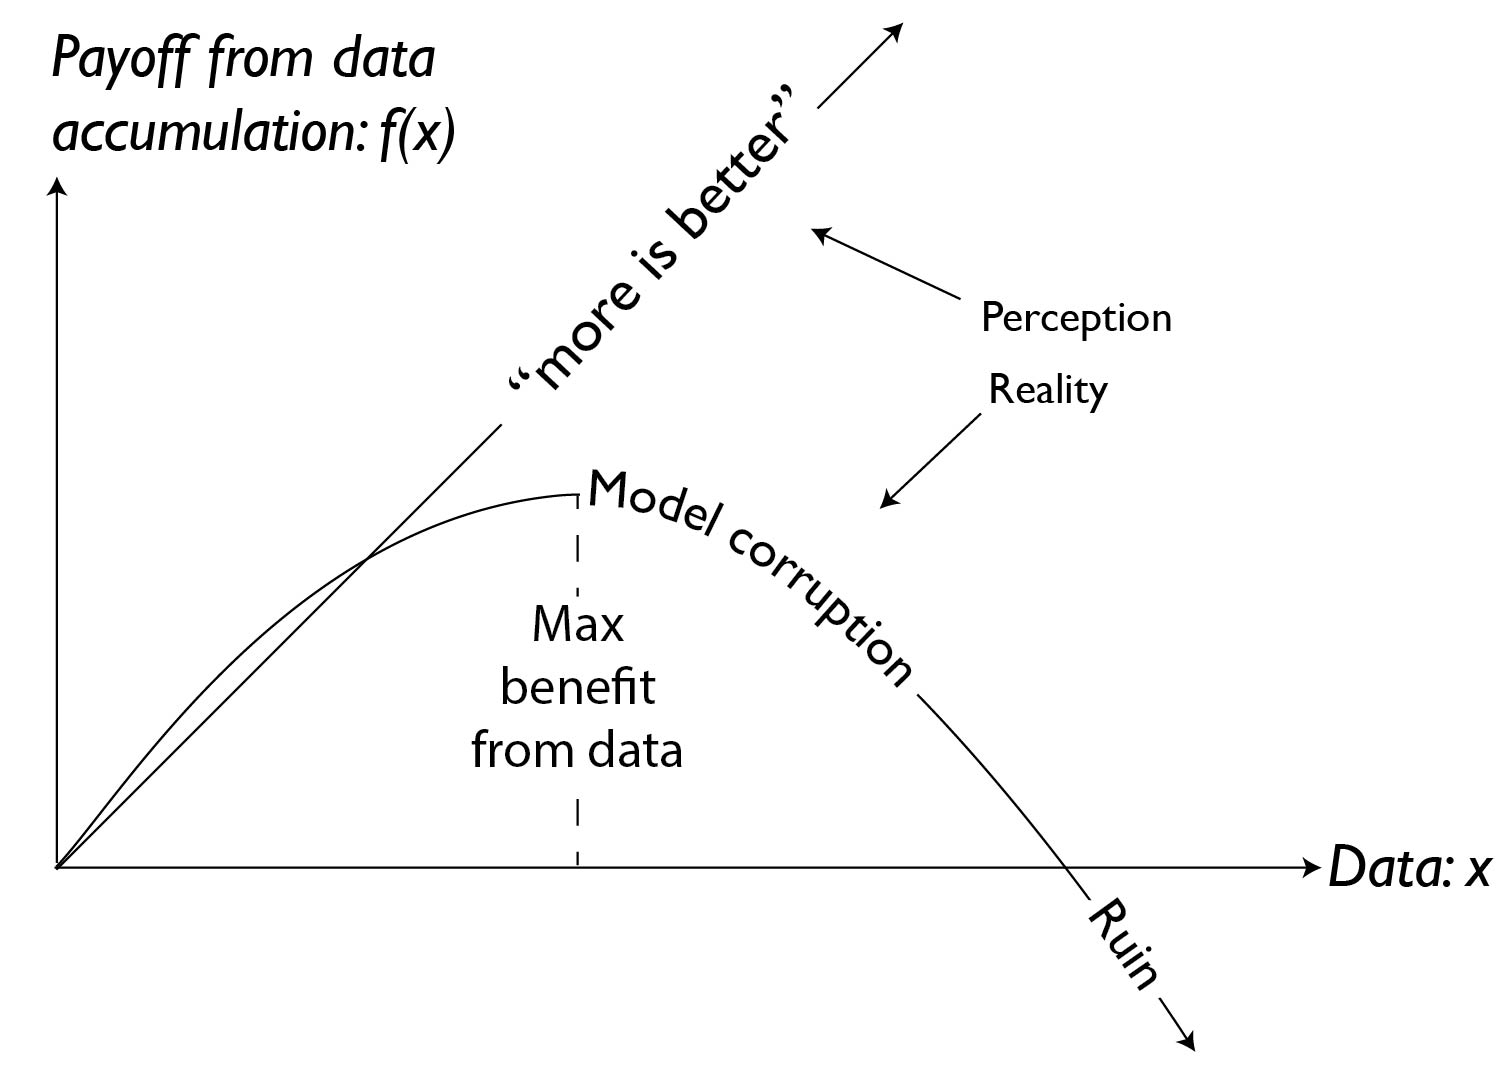 Payoff from data
accumulation: f(x)
“more is better”
Perception
Reality
Model corruption
Max
benefit
from data
Data: x
Ruin